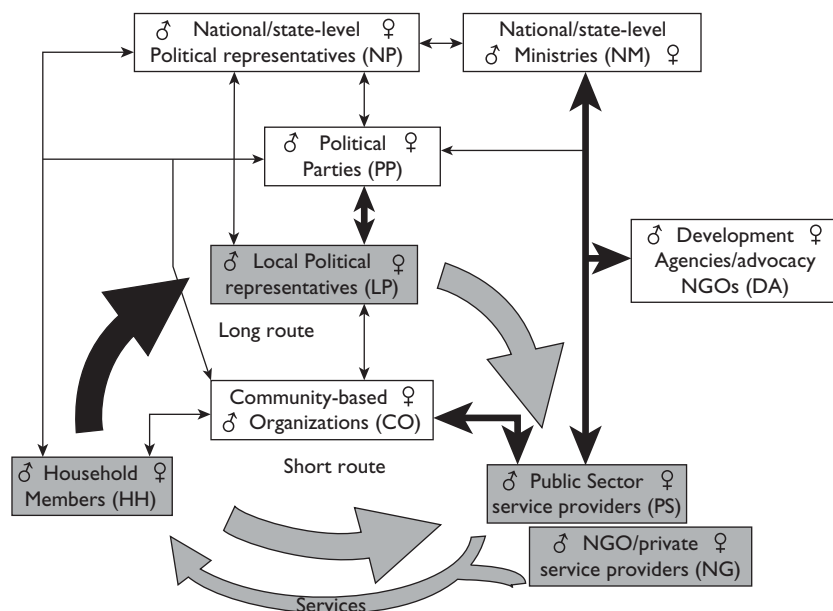 ♂ National/state-level ♀
Political representatives (NP)
National/state-level
♂ Ministries (NM) ♀
♂ Political ♀
Parties (PP)
♂ Development ♀
Agencies/advocacy
NGOs (DA)
♂ Local Political ♀
representatives (LP)
Long route
Community-based ♀
♂ Organizations (CO)
Short route
♂ Household ♀
Members (HH)
♂ Public Sector ♀
service providers (PS)
♂ NGO/private ♀
service providers (NG)
Services